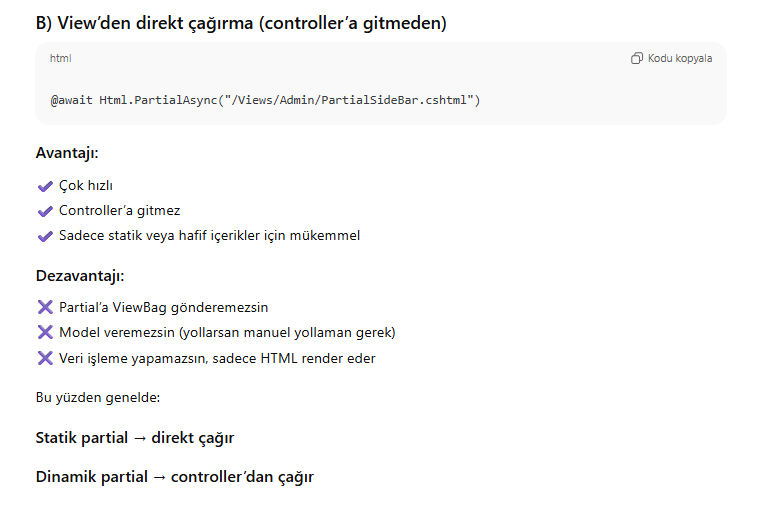 B) View’den direkt çağırma (controller’a gitmeden)
html
Kodu kopyala
@await Html.PartialAsync("/Views/Admin/PartialSideBar.cshtml")
Avantajı:
✔ Çok hızlı
✔ Controller’a gitmez
✔ Sadece statik veya hafif içerikler için mükemmel
Dezavantajı:
❌ Partial’a ViewBag gönderemezsin
❌ Model veremezsin (yollarsan manuel yollaman gerek)
❌ Veri işleme yapamazsın, sadece HTML render eder
Bu yüzden genelde:
Statik partial → direkt çağır
Dinamik partial → controller’dan çağır